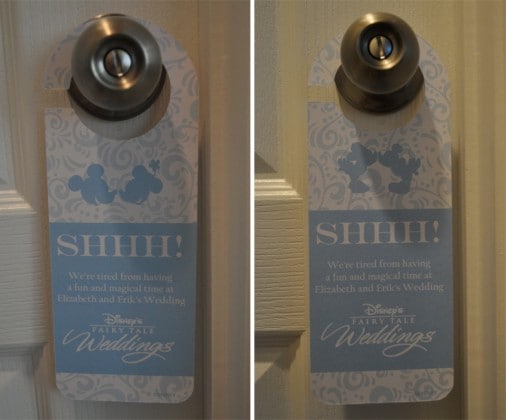 SHHH!
We're tired from having
a fun and magical time at
Elizabeth and Erik's Wedding
Disney's
FAIRY TALE
Weddings
SHHH!
We're tired from having
a fun and magical time at
Elizabeth and Erik's Wedding
Disney's
FAIRY TALE
Weddings